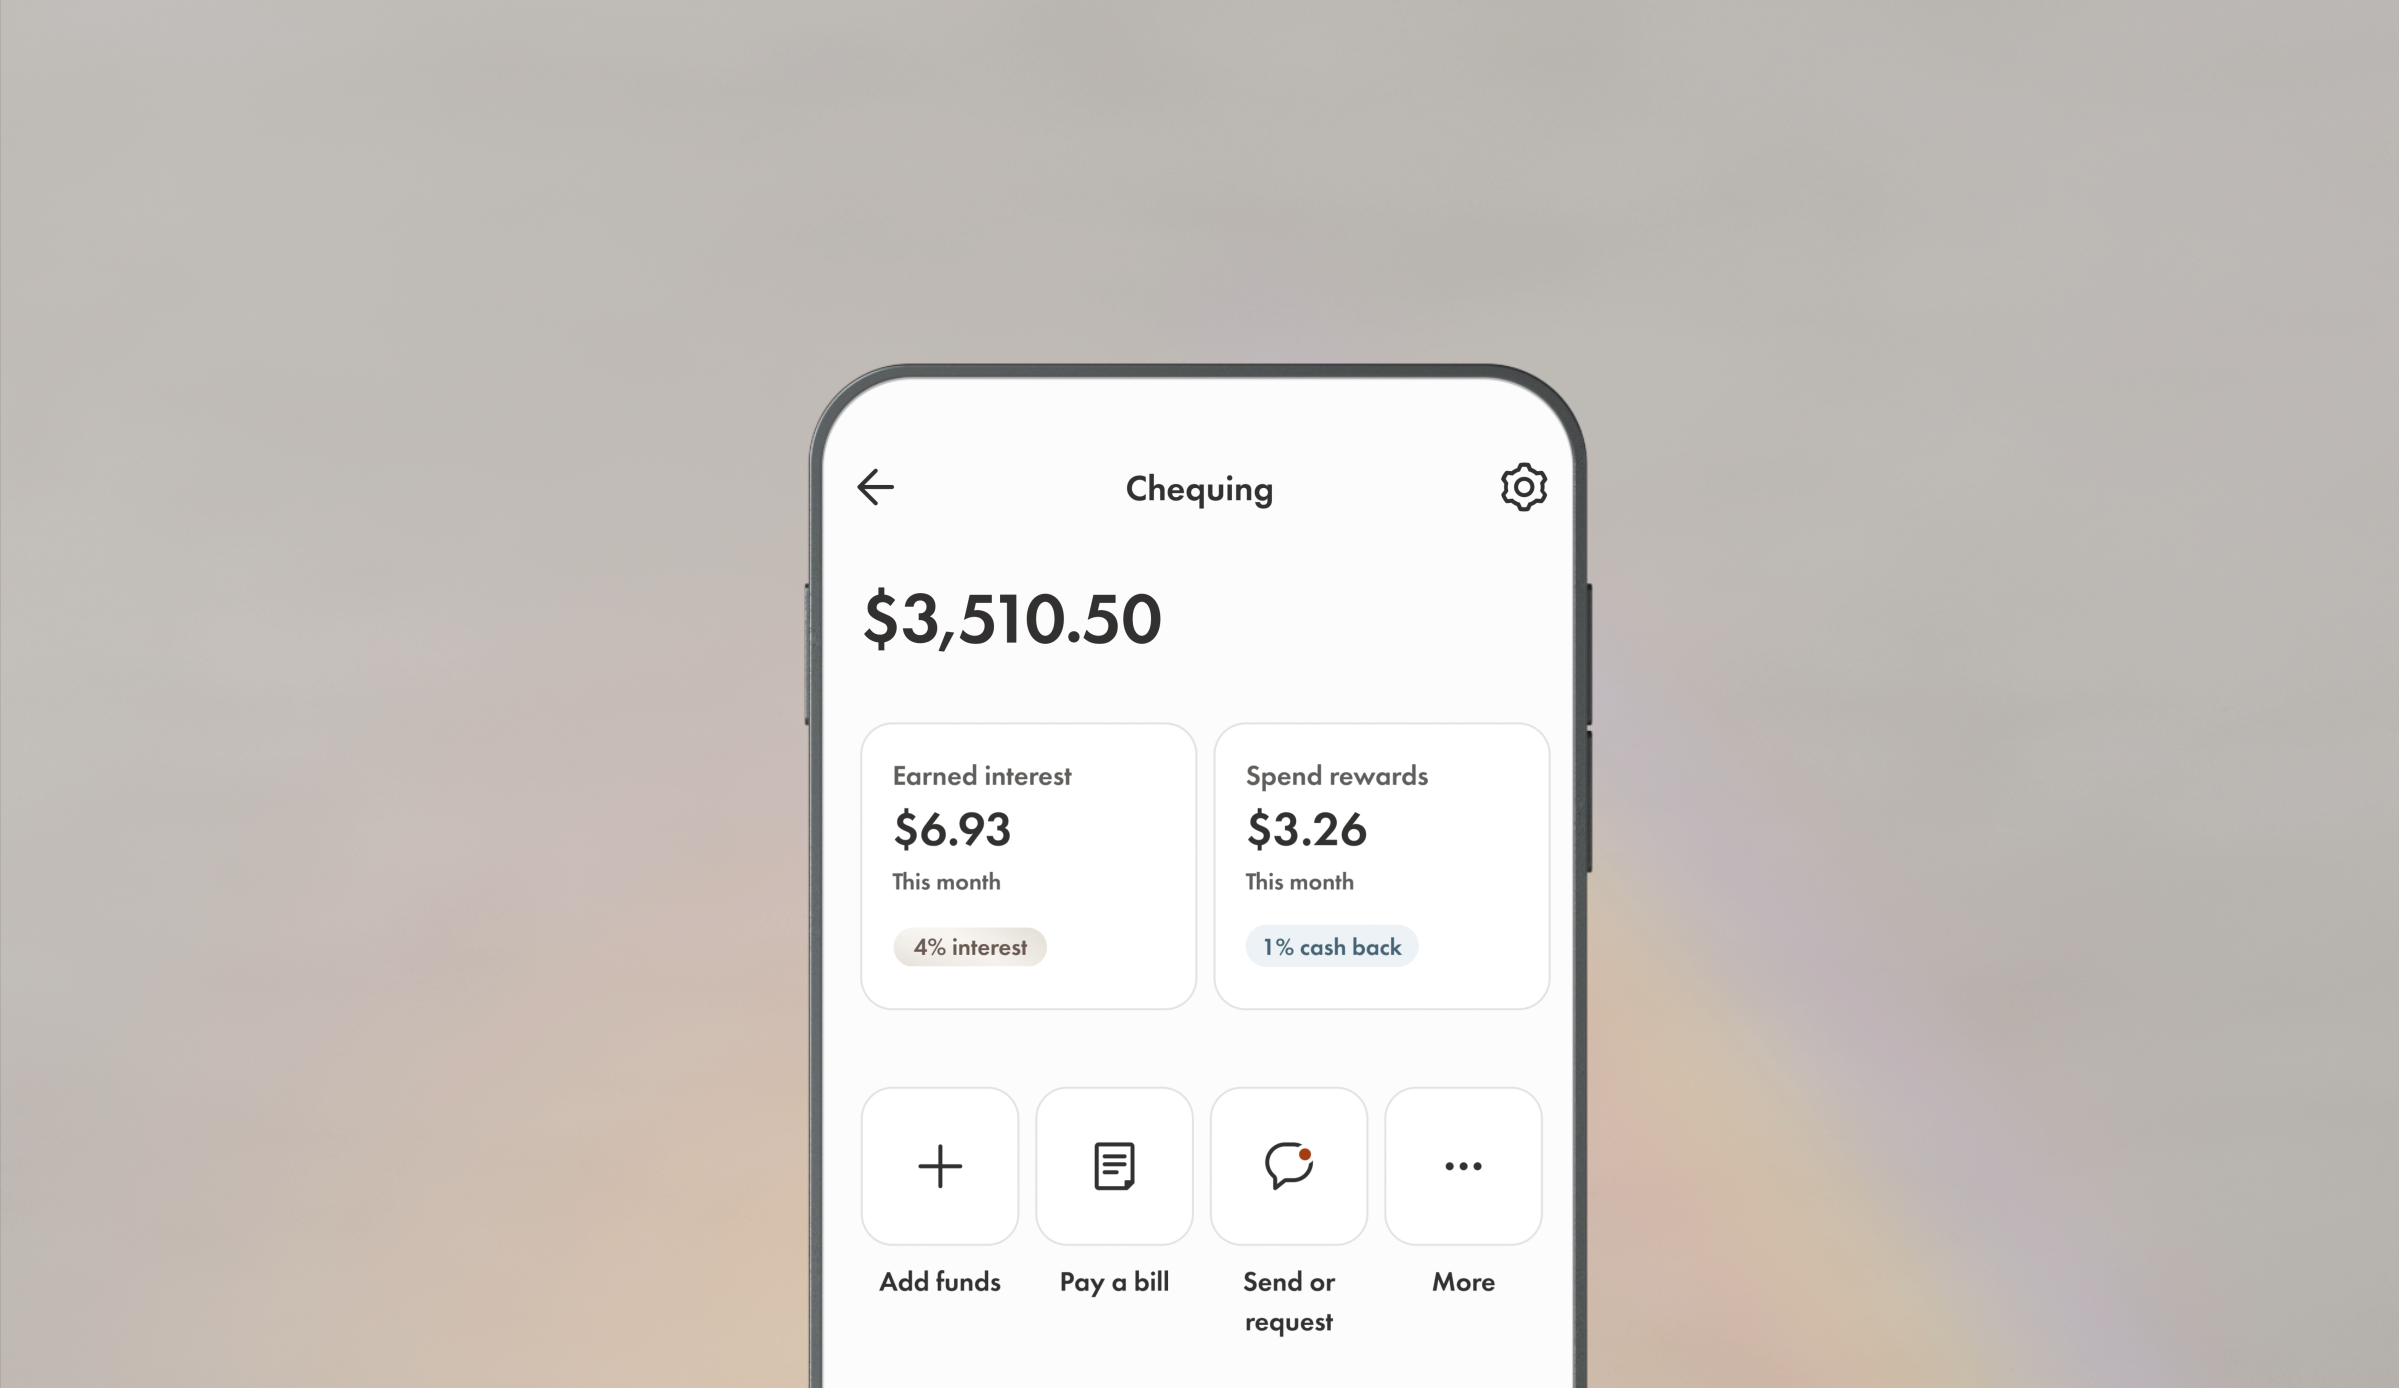 Chequing
$3,510.50
Earned interest
$6.93
This month
4% interest
Spend rewards
$3.26
This month
1% cash back
Add funds
Pay a bill
Send or
request
More